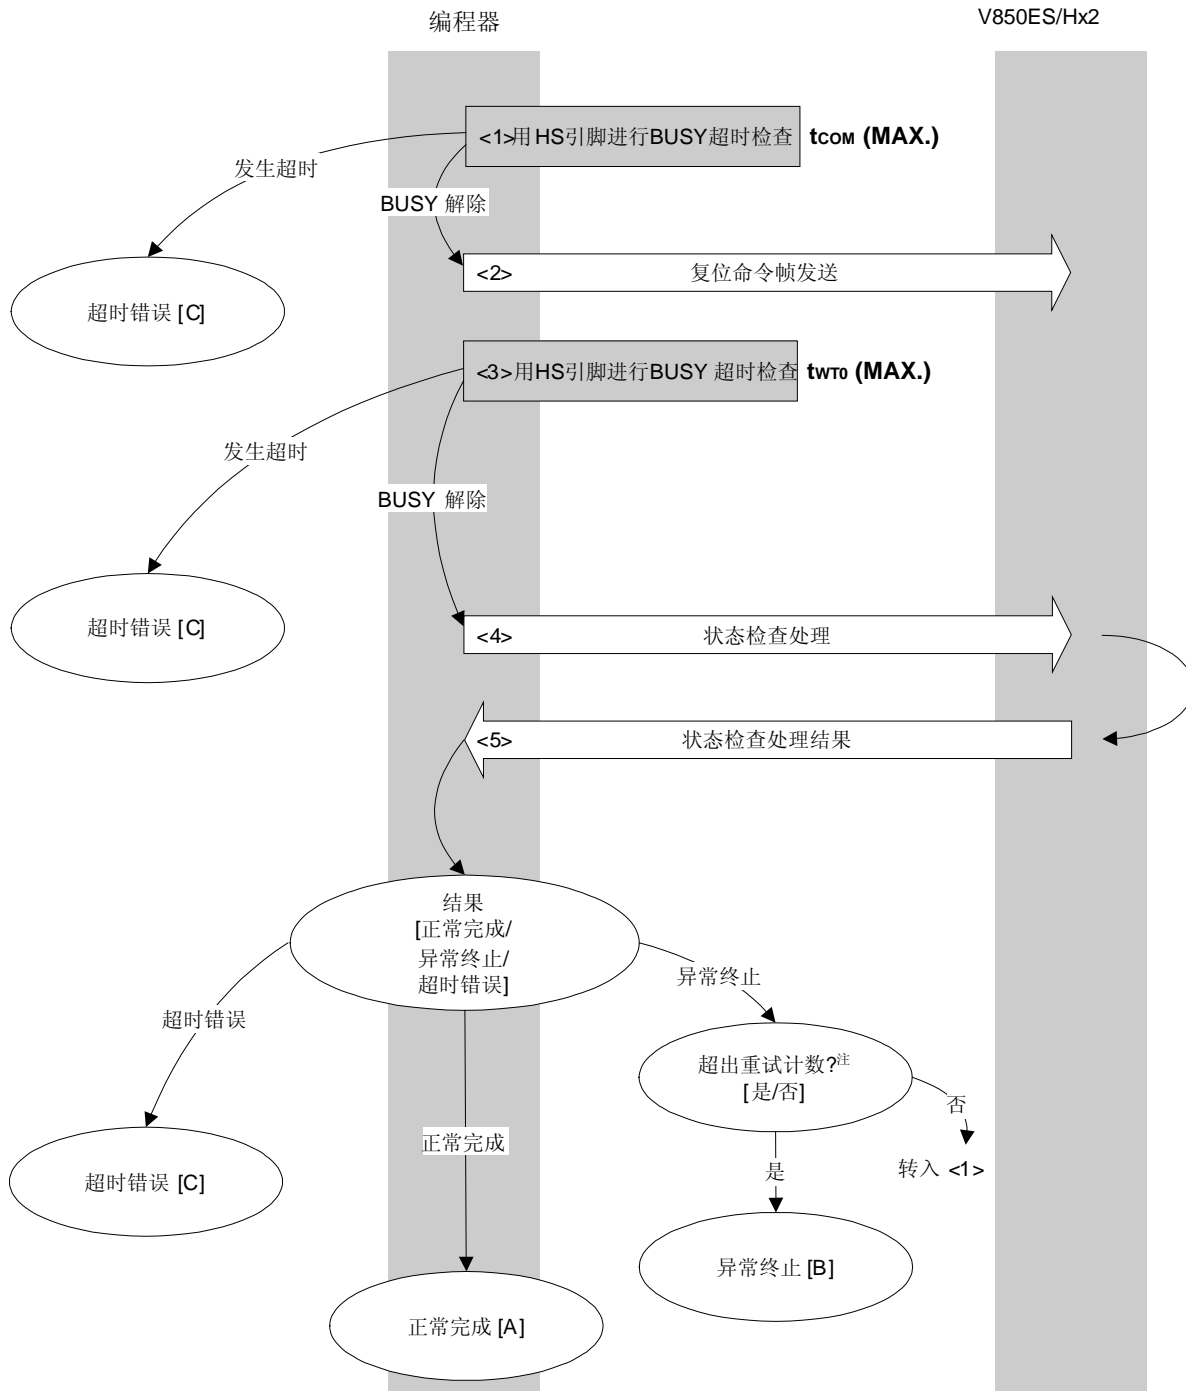 编程器
V850ES/Hx2
<1>用HS引脚进行BUSY超时检查
tCOM (MAX.)
发生超时
BUSY 解除
<2> 复位命令帧发送
超时错误 [C]
<3>用HS引脚进行BUSY 超时检查
tWT0 (MAX.)
发生超时
BUSY 解除
超时错误 [C]
<4> 状态检查处理
<5> 状态检查处理结果
结果
[正常完成/
异常终止/
超时错误]
异常终止
超时错误
超出重试计数?注
[是/否]
否
正常完成
是
转入 <1>
超时错误 [C]
异常终止 [B]
正常完成 [A]